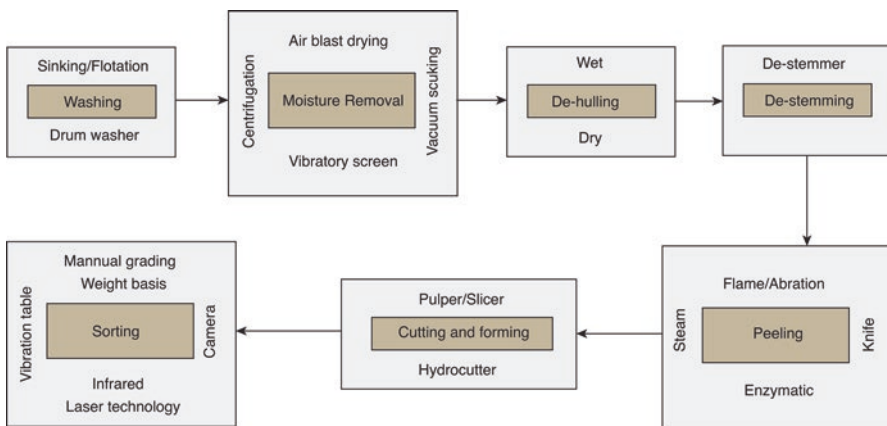 Sinking/Flotation
Washing
Drum washer
Air blast drying
Centrifugation
Moisture Removal
Vacuum scuking
Vibratory screen
Wet
De-hulling
Dry
De-stemmer
De-stemming
Flame/Abration
Steam
Peeling
Knife
Enzymatic
Pulper/Slicer
Cutting and forming
Hydrocutter
Mannual grading
Weight basis
Vibration table
Sorting
Camera
Infrared
Laser technology